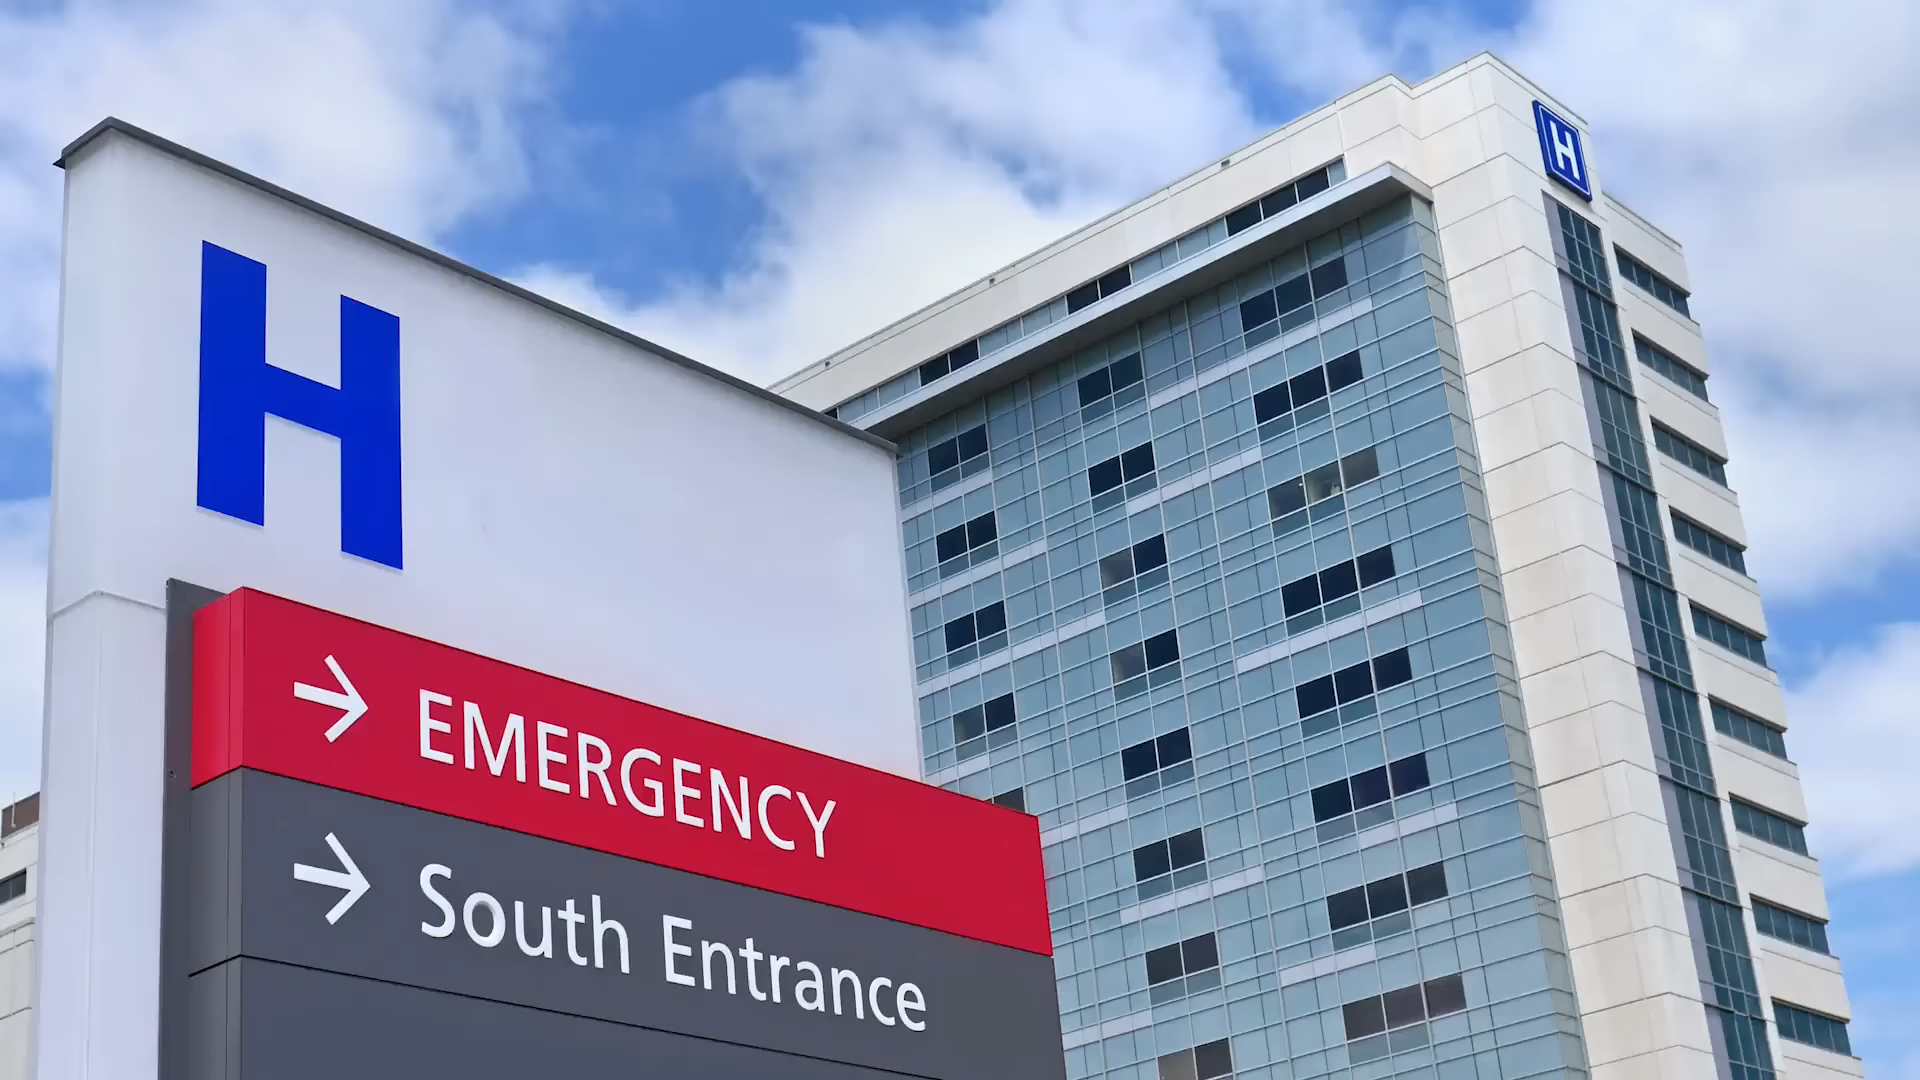 H
H
→ EMERGENCY
→ South Entrance